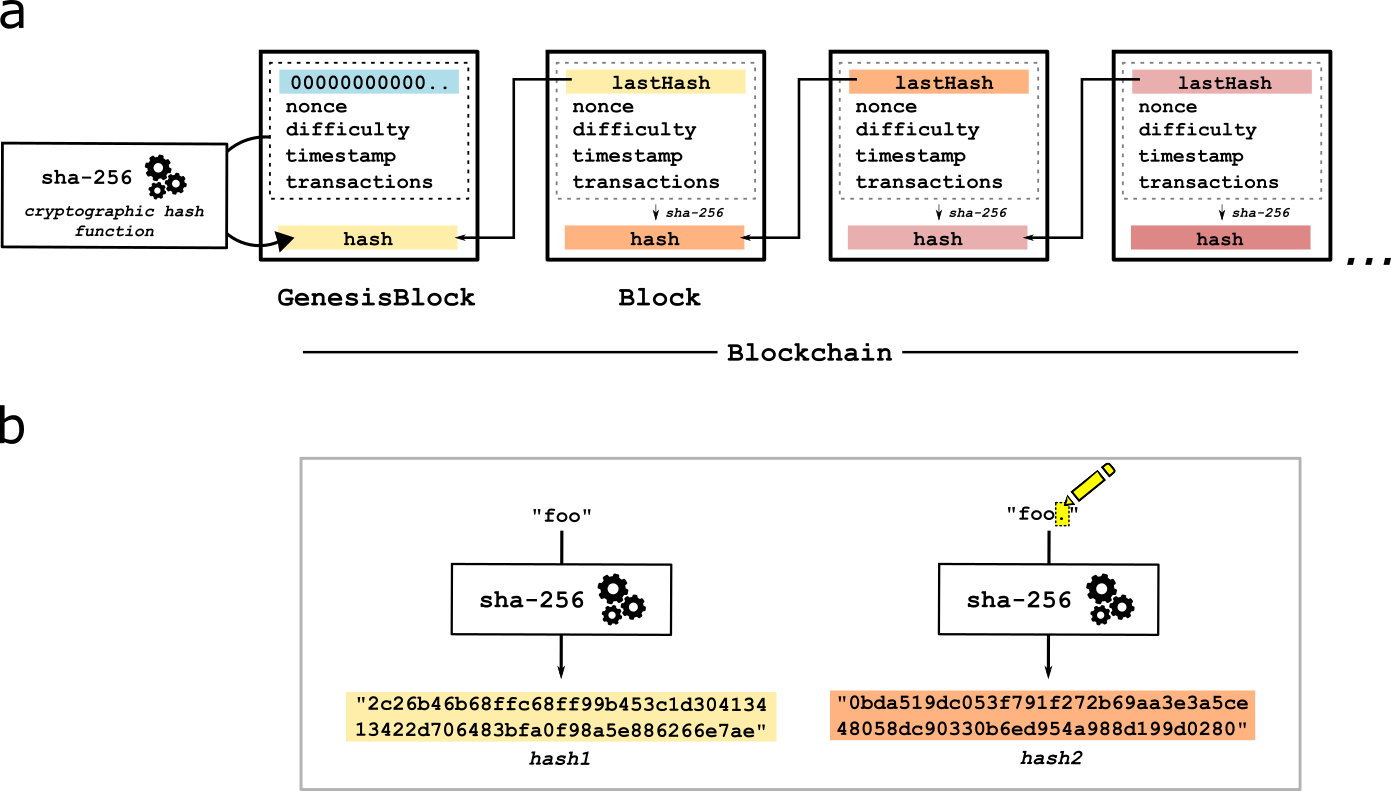 a
sha-256
cryptographic hash
function
00000000000..
nonce
difficulty
timestamp
transactions
hash
GenesisBlock
lastHash
nonce
difficulty
timestamp
transactions
sha-256
hash
Block
lastHash
nonce
difficulty
timestamp
transactions
sha-256
hash
lastHash
nonce
difficulty
timestamp
transactions
sha-256
hash
...
Blockchain
b
"foo"
sha-256
"2c26b46b68ffc68ff99b453c1d304134
13422d706483bfa0f98a5e886266e7ae"
hash1
"foo."
sha-256
"0bda519dc053f791f272b69aa3e3a5ce
48058dc90330b6ed954a988d199d0280"
hash2